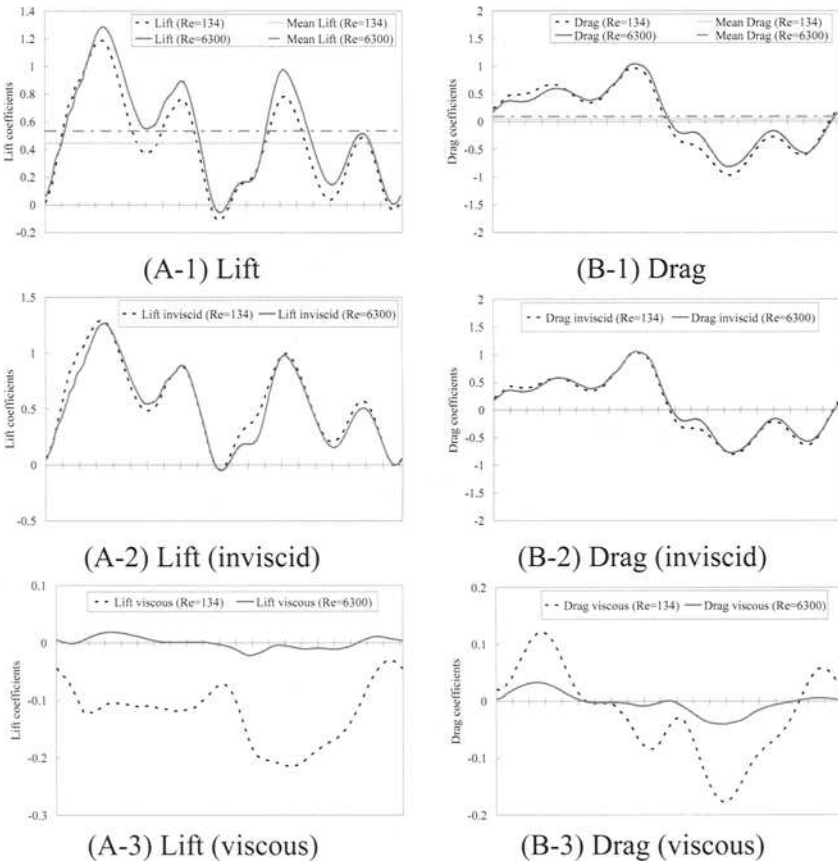 Lift (Re=134)
Mean Lift (Re=134)
Lift (Re=6300)
Mean Lift (Re=6300)
1.4
1.2
1
0.8
0.6
0.4
0.2
0
-0.2
Lift coefficients
(A-1) Lift
Drag (Re=134)
Mean Drag (Re=134)
Drag (Re=6300)
Mean Drag (Re=6300)
2
1.5
1
0.5
0
-0.5
-1
-1.5
-2
Drag coefficients
(B-1) Drag
Lift inviscid (Re=134)
Lift inviscid (Re=6300)
1.5
1
0.5
0
-0.5
Lift coefficients
(A-2) Lift (inviscid)
Drag inviscid (Re=134)
Drag inviscid (Re=6300)
2
1.5
1
0.5
0
-0.5
-1
-1.5
-2
Drag coefficients
(B-2) Drag (inviscid)
Lift viscous (Re=134)
Lift viscous (Re=6300)
0.1
0
-0.1
-0.2
-0.3
Lift coefficients
(A-3) Lift (viscous)
Drag viscous (Re=134)
Drag viscous (Re=6300)
0.2
0.1
0
-0.1
-0.2
Drag coefficients
(B-3) Drag (viscous)